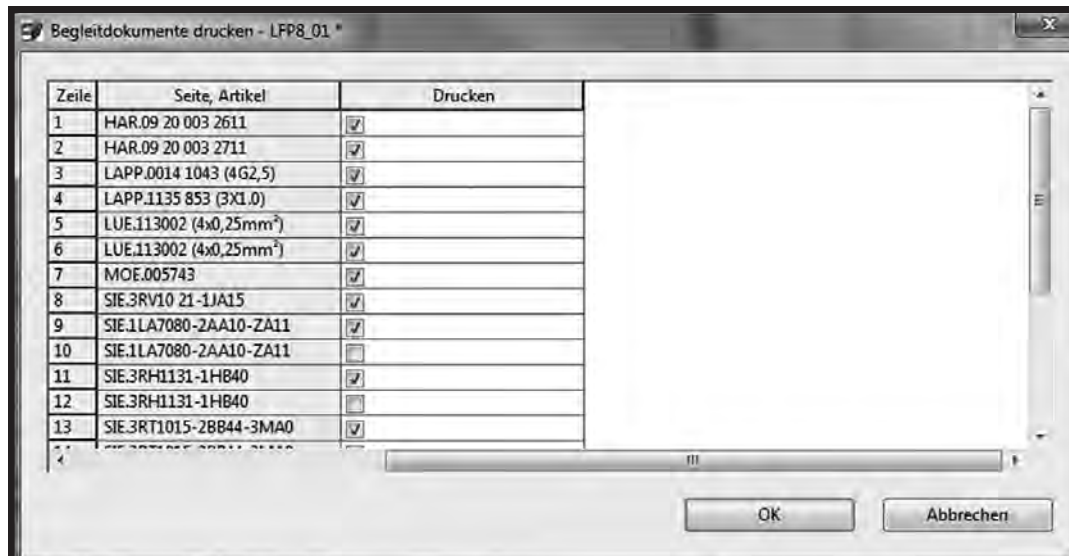 Begleitdokumente drucken - LFP8_01 *
Zeile Seite, Artikel Drucken
1 HAR.09 20 003 2611
2 HAR.09 20 003 2711
3 LAPP.0014 1043 (4G2,5)
4 LAPP.1135 853 (3X1.0)
5 LUE.113002 (4x0,25mm²)
6 LUE.113002 (4x0,25mm²)
7 MOE.005743
8 SIE.3RV10 21-1JA15
9 SIE.1LA7080-2AA10-ZA11
10 SIE.1LA7080-2AA10-ZA11
11 SIE.3RH1131-1HB40
12 SIE.3RH1131-1HB40
13 SIE.3RT1015-2BB44-3MA0
OK Abbrechen